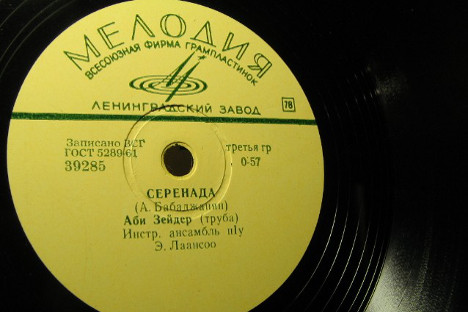 МЕЛОДИЯ
ВСЕСОЮЗНАЯ ФИРМА ГРАМПЛАСТИНОК
ЛЕНИНГРАДСКИЙ ЗАВОД
78
Записано ВСГ
ГОСТ 5289-61
39285
третья гр
0-57
СЕРЕНАДА
(А. Бабаджанян)
Аби Зейдер (труба)
Инстр. ансамбль п/у
Э. Лаансоо